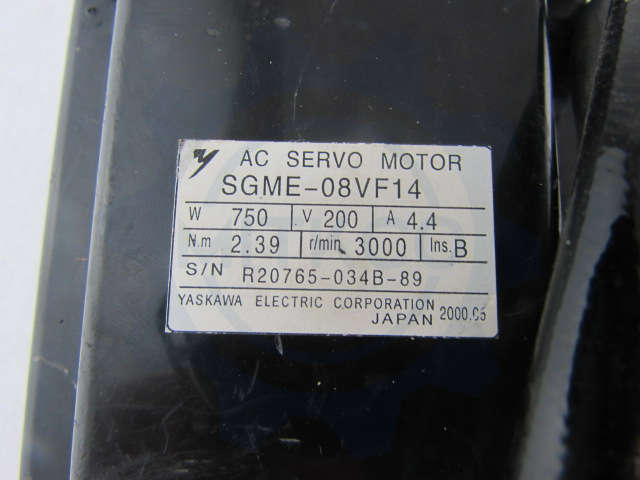 AC SERVO MOTOR
SGME-08VF14
W 750 V 200 A 4.4
N.m 2.39 r/min 3000 Ins. B
S/N R20765-034B-89
YASKAWA ELECTRIC CORPORATION
JAPAN 2000.05